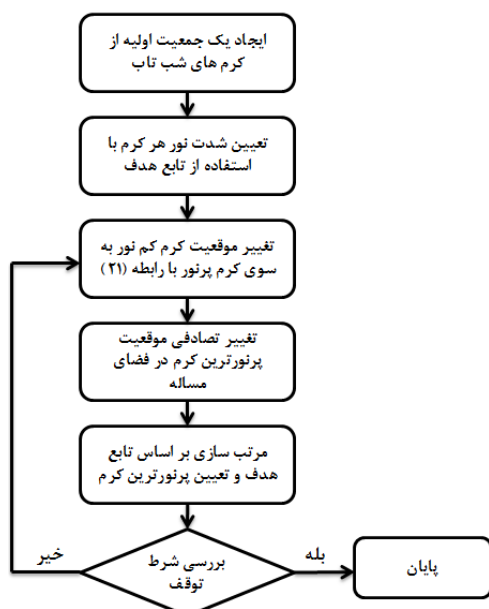 ایجاد یک جمعیت اولیه از
کرم های شب تاب
تعیین شدت نور هر کرم با
استفاده از تابع هدف
تغییر موقعیت کرم کم نور به
سوی کرم پرنور با رابطه (۲۱)
تغییر تصادفی موقعیت
پرنورترین کرم در فضای
مساله
مرتب سازی بر اساس تابع
هدف و تعیین پرنورترین کرم
بررسی شرط
توقف
خیر
بله
پایان